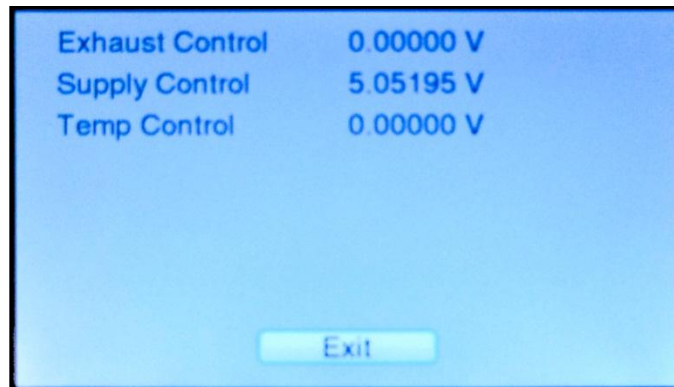 Exhaust Control 0.00000 V
Supply Control 5.05195 V
Temp Control 0.00000 V
Exit